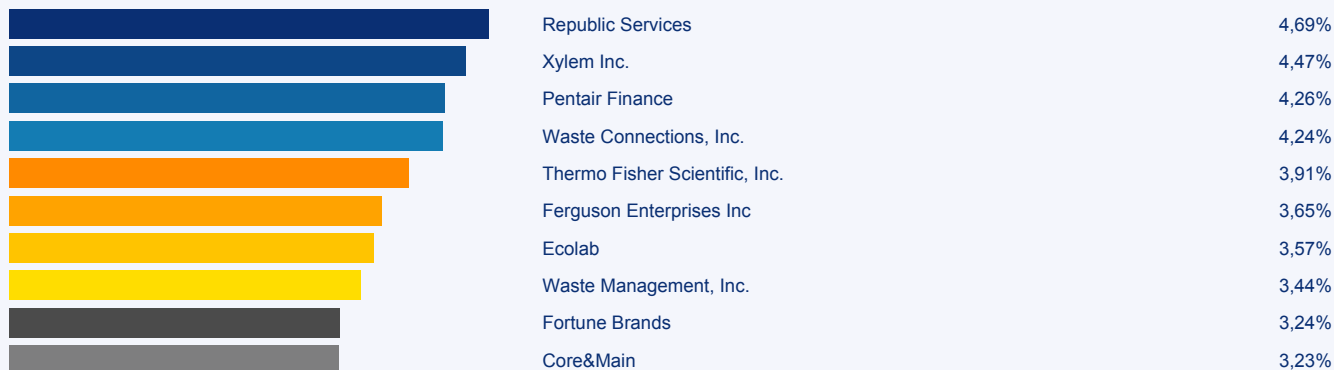 Republic Services 4,69%
Xylem Inc. 4,47%
Pentair Finance 4,26%
Waste Connections, Inc. 4,24%
Thermo Fisher Scientific, Inc. 3,91%
Ferguson Enterprises Inc 3,65%
Ecolab 3,57%
Waste Management, Inc. 3,44%
Fortune Brands 3,24%
Core&Main 3,23%